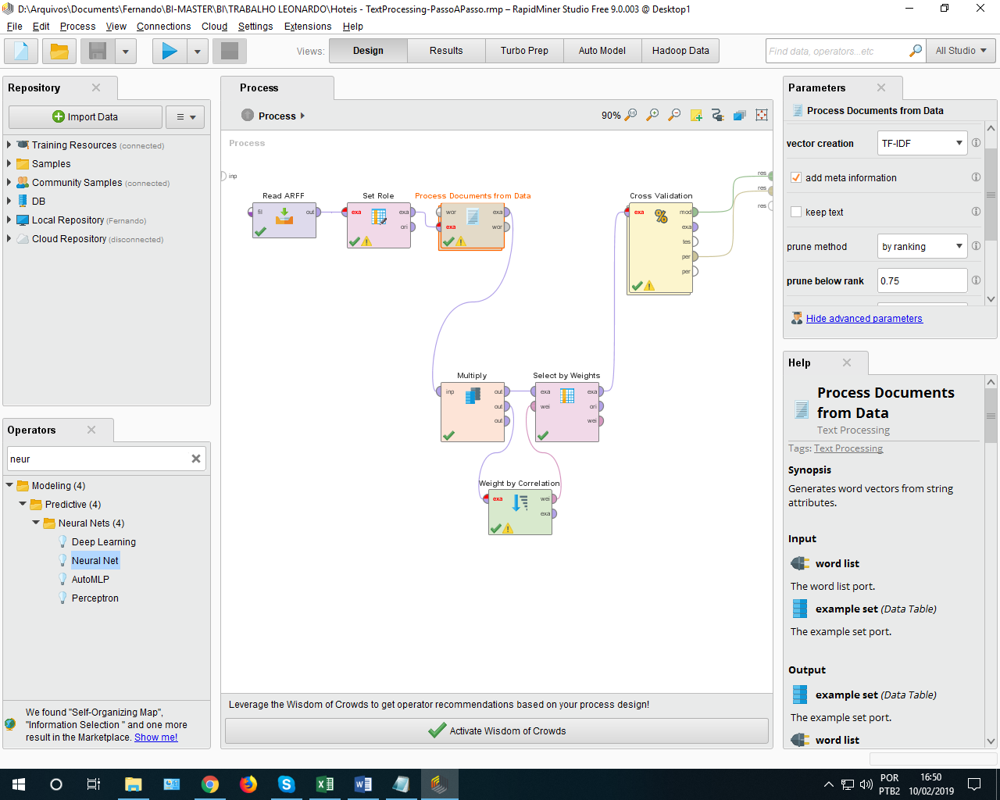 D:\Arquivos\Documents\Fernando\BI-MASTER\BI\TRABALHO LEONARDO\Hoteis - TextProcessing-PassoAPasso.rmp – RapidMiner Studio Free 9.0.003 @ Desktop1
File Edit Process View Connections Cloud Settings Extensions Help
Views: Design Results Turbo Prep Auto Model Hadoop Data
Find data, operators...etc All Studio
Repository
Import Data
Training Resources (connected)
Samples
Community Samples (connected)
DB
Local Repository (Fernando)
Cloud Repository (disconnected)
Operators
neur
Modeling (4)
Predictive (4)
Neural Nets (4)
Deep Learning
Neural Net
AutoMLP
Perceptron
We found "Self-Organizing Map",
"Information Selection " and one more
result in the Marketplace. Show me!
Process
Process
90%
Process
inp
res
res
res
Read ARFF
fil out
Set Role
exa exa
ori
Process Documents from Data
wor exa
exa wor
Cross Validation
exa mod
exa
tes
per
per
Multiply
inp out
out
out
Select by Weights
exa exa
wei ori
wei
Weight by Correlation
exa wei
exa
Leverage the Wisdom of Crowds to get operator recommendations based on your process design!
Activate Wisdom of Crowds
Parameters
Process Documents from Data
vector creation TF-IDF
add meta information
keep text
prune method by ranking
prune below rank 0.75
Hide advanced parameters
Help
Process Documents
from Data
Text Processing
Tags: Text Processing
Synopsis
Generates word vectors from string
attributes.
Input
word list
The word list port.
example set (Data Table)
The example set port.
Output
example set (Data Table)
The example set port.
word list
POR
PTB2
16:50
10/02/2019